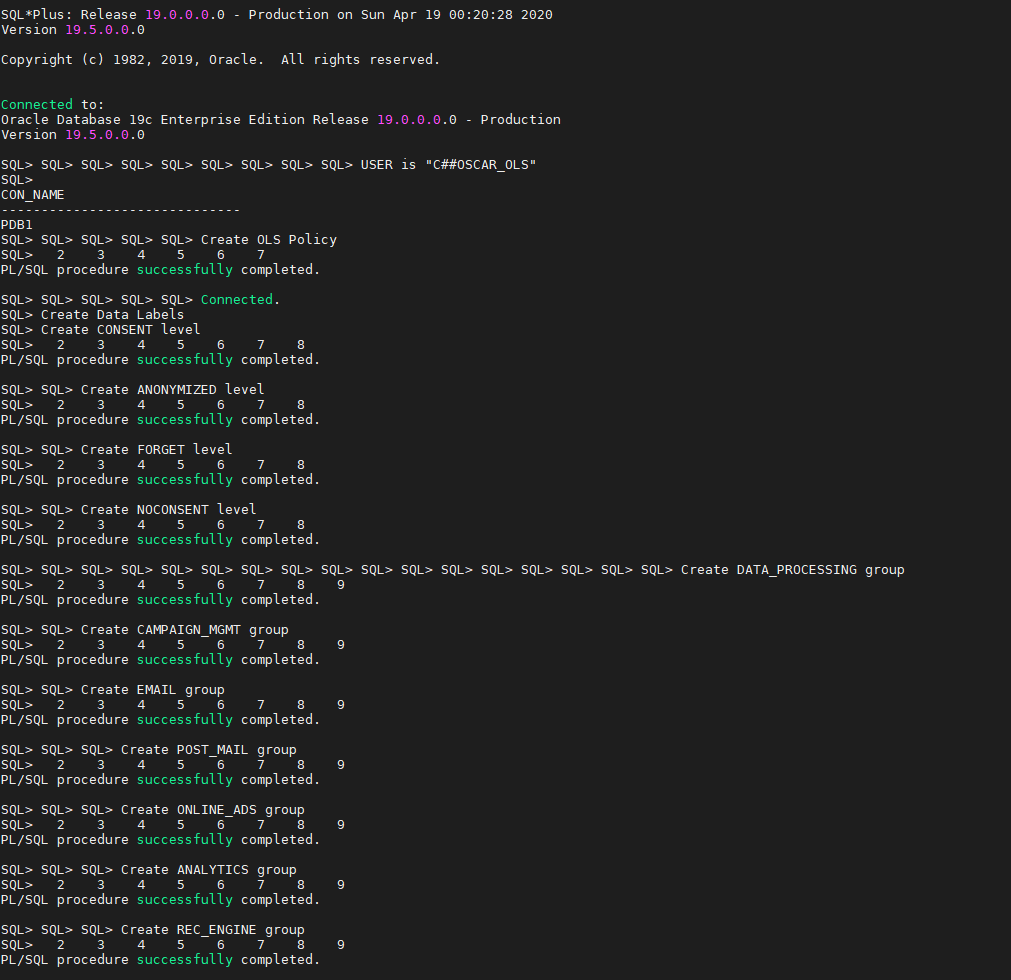 SQL*Plus: Release 19.0.0.0.0 - Production on Sun Apr 19 00:20:28 2020
Version 19.5.0.0.0
Copyright (c) 1982, 2019, Oracle.  All rights reserved.
Connected to:
Oracle Database 19c Enterprise Edition Release 19.0.0.0.0 - Production
Version 19.5.0.0.0
SQL> SQL> SQL> SQL> SQL> SQL> SQL> SQL> SQL> USER is "C##OSCAR_OLS"
SQL>
CON_NAME
------------------------------
PDB1
SQL> SQL> SQL> SQL> SQL> Create OLS Policy
SQL>   2    3    4    5    6    7
PL/SQL procedure successfully completed.
SQL> SQL> SQL> SQL> SQL> Connected.
SQL> Create Data Labels
SQL> Create CONSENT level
SQL>   2    3    4    5    6    7    8
PL/SQL procedure successfully completed.
SQL> SQL> Create ANONYMIZED level
SQL>   2    3    4    5    6    7    8
PL/SQL procedure successfully completed.
SQL> SQL> Create FORGET level
SQL>   2    3    4    5    6    7    8
PL/SQL procedure successfully completed.
SQL> SQL> Create NOCONSENT level
SQL>   2    3    4    5    6    7    8
PL/SQL procedure successfully completed.
SQL> SQL> SQL> SQL> SQL> SQL> SQL> SQL> SQL> SQL> SQL> SQL> SQL> SQL> SQL> SQL> SQL> Create DATA_PROCESSING group
SQL>   2    3    4    5    6    7    8    9
PL/SQL procedure successfully completed.
SQL> SQL> Create CAMPAIGN_MGMT group
SQL>   2    3    4    5    6    7    8    9
PL/SQL procedure successfully completed.
SQL> SQL> Create EMAIL group
SQL>   2    3    4    5    6    7    8    9
PL/SQL procedure successfully completed.
SQL> SQL> SQL> Create POST_MAIL group
SQL>   2    3    4    5    6    7    8    9
PL/SQL procedure successfully completed.
SQL> SQL> SQL> Create ONLINE_ADS group
SQL>   2    3    4    5    6    7    8    9
PL/SQL procedure successfully completed.
SQL> SQL> SQL> Create ANALYTICS group
SQL>   2    3    4    5    6    7    8    9
PL/SQL procedure successfully completed.
SQL> SQL> SQL> Create REC_ENGINE group
SQL>   2    3    4    5    6    7    8    9
PL/SQL procedure successfully completed.